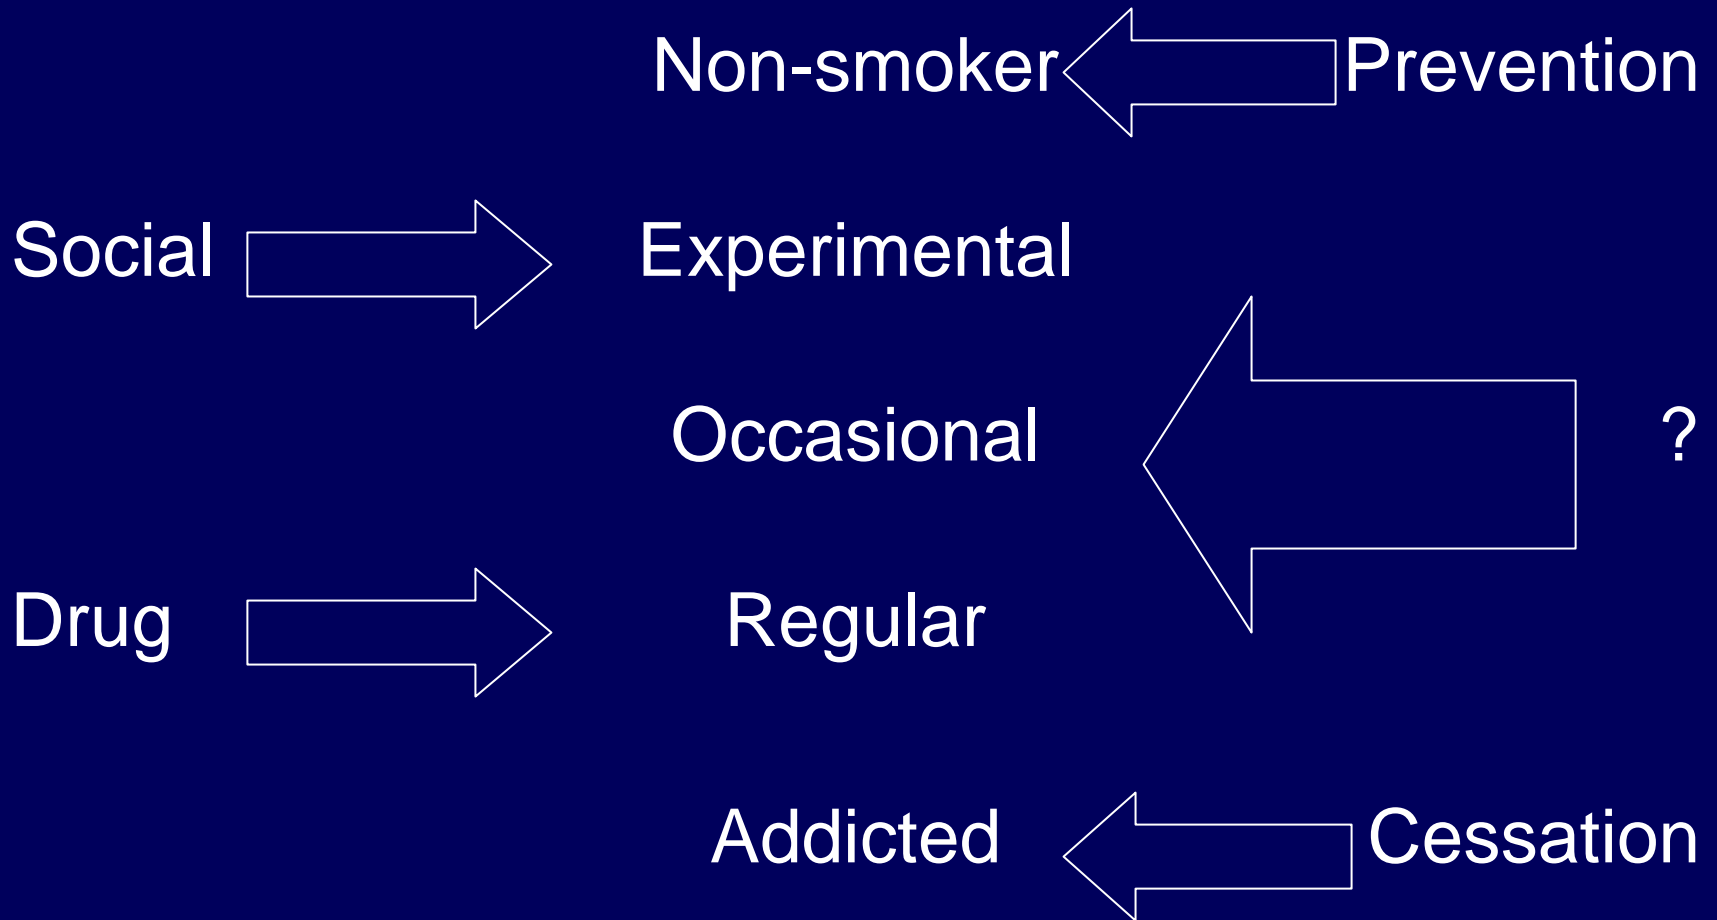 Non-smoker Prevention
Social Experimental
Occasional ?
Drug Regular
Addicted Cessation